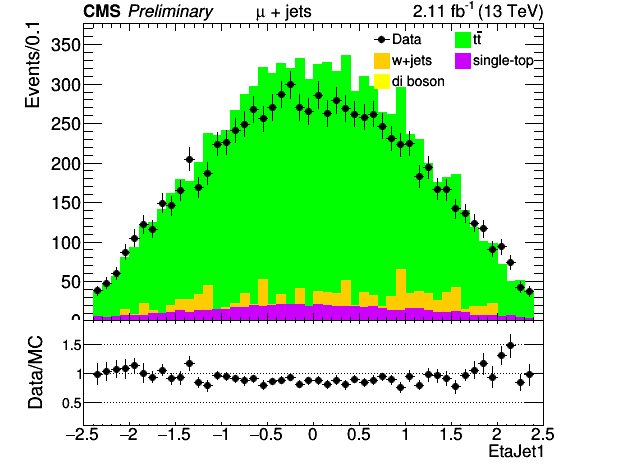 CMS Preliminary μ + jets 2.11 fb⁻¹ (13 TeV)
Events/0.1
350
300
250
200
150
100
50
0
Data
tt̄
w+jets
single-top
di boson
Data/MC
1.5
1
0.5
−2.5 −2 −1.5 −1 −0.5 0 0.5 1 1.5 2 2.5
EtaJet1